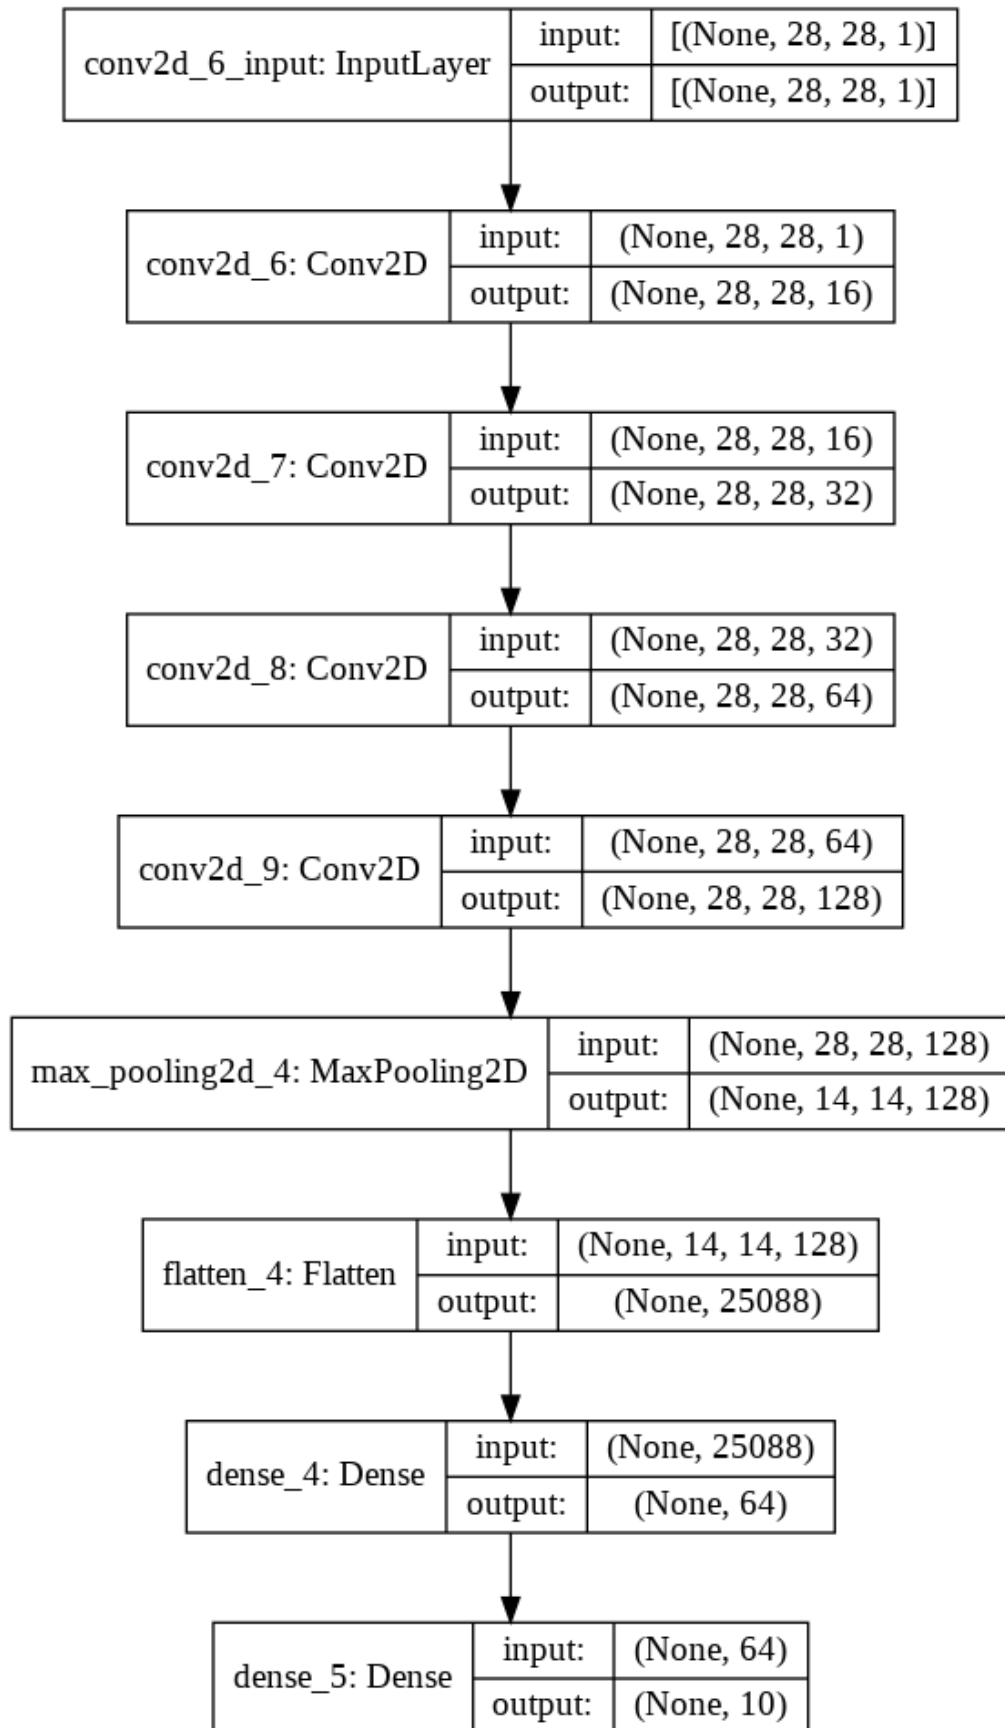 conv2d_6_input: InputLayer
input: [(None, 28, 28, 1)]
output: [(None, 28, 28, 1)]
conv2d_6: Conv2D
input: (None, 28, 28, 1)
output: (None, 28, 28, 16)
conv2d_7: Conv2D
input: (None, 28, 28, 16)
output: (None, 28, 28, 32)
conv2d_8: Conv2D
input: (None, 28, 28, 32)
output: (None, 28, 28, 64)
conv2d_9: Conv2D
input: (None, 28, 28, 64)
output: (None, 28, 28, 128)
max_pooling2d_4: MaxPooling2D
input: (None, 28, 28, 128)
output: (None, 14, 14, 128)
flatten_4: Flatten
input: (None, 14, 14, 128)
output: (None, 25088)
dense_4: Dense
input: (None, 25088)
output: (None, 64)
dense_5: Dense
input: (None, 64)
output: (None, 10)